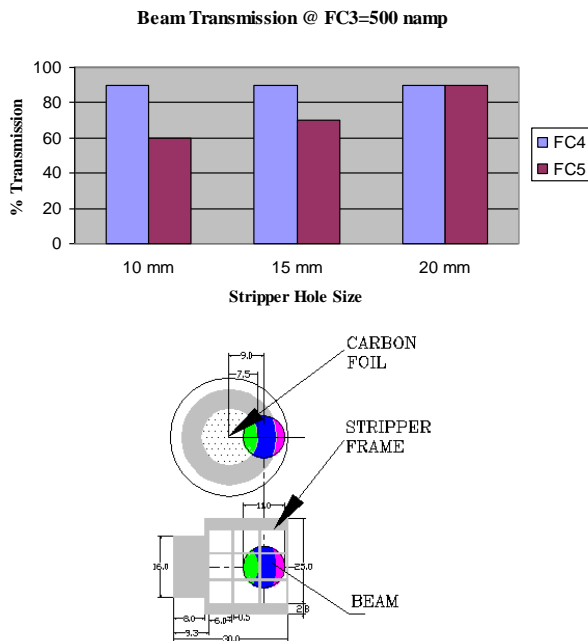 Beam Transmission @ FC3=500 namp
% Transmission
100
80
60
40
20
0
10 mm
15 mm
20 mm
Stripper Hole Size
FC4
FC5
9.0
7.5
CARBON
FOIL
STRIPPER
FRAME
11.0
16.0
25.0
BEAM
2.8
8.0
6.0
0.5
9.3
30.0